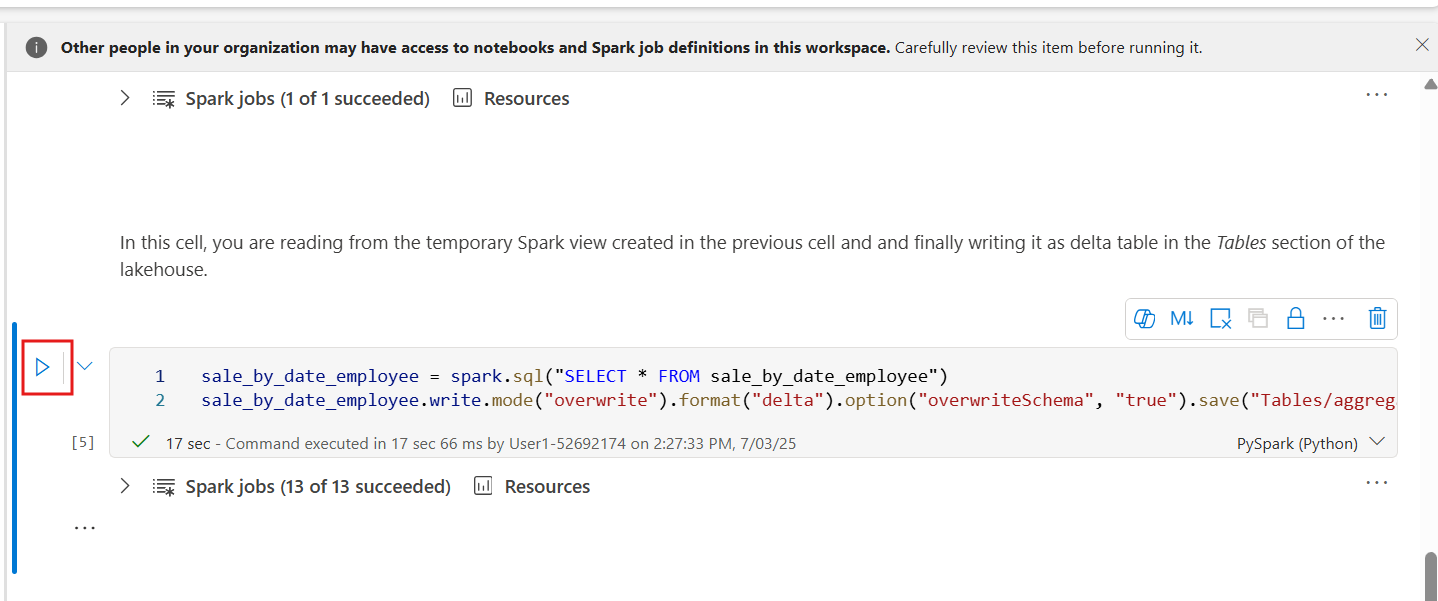 Other people in your organization may have access to notebooks and Spark job definitions in this workspace. Carefully review this item before running it.
Spark jobs (1 of 1 succeeded) Resources
In this cell, you are reading from the temporary Spark view created in the previous cell and and finally writing it as delta table in the Tables section of the
lakehouse.
M↓
1 sale_by_date_employee = spark.sql("SELECT * FROM sale_by_date_employee")
2 sale_by_date_employee.write.mode("overwrite").format("delta").option("overwriteSchema", "true").save("Tables/aggreg
[5] 17 sec - Command executed in 17 sec 66 ms by User1-52692174 on 2:27:33 PM, 7/03/25 PySpark (Python)
Spark jobs (13 of 13 succeeded) Resources